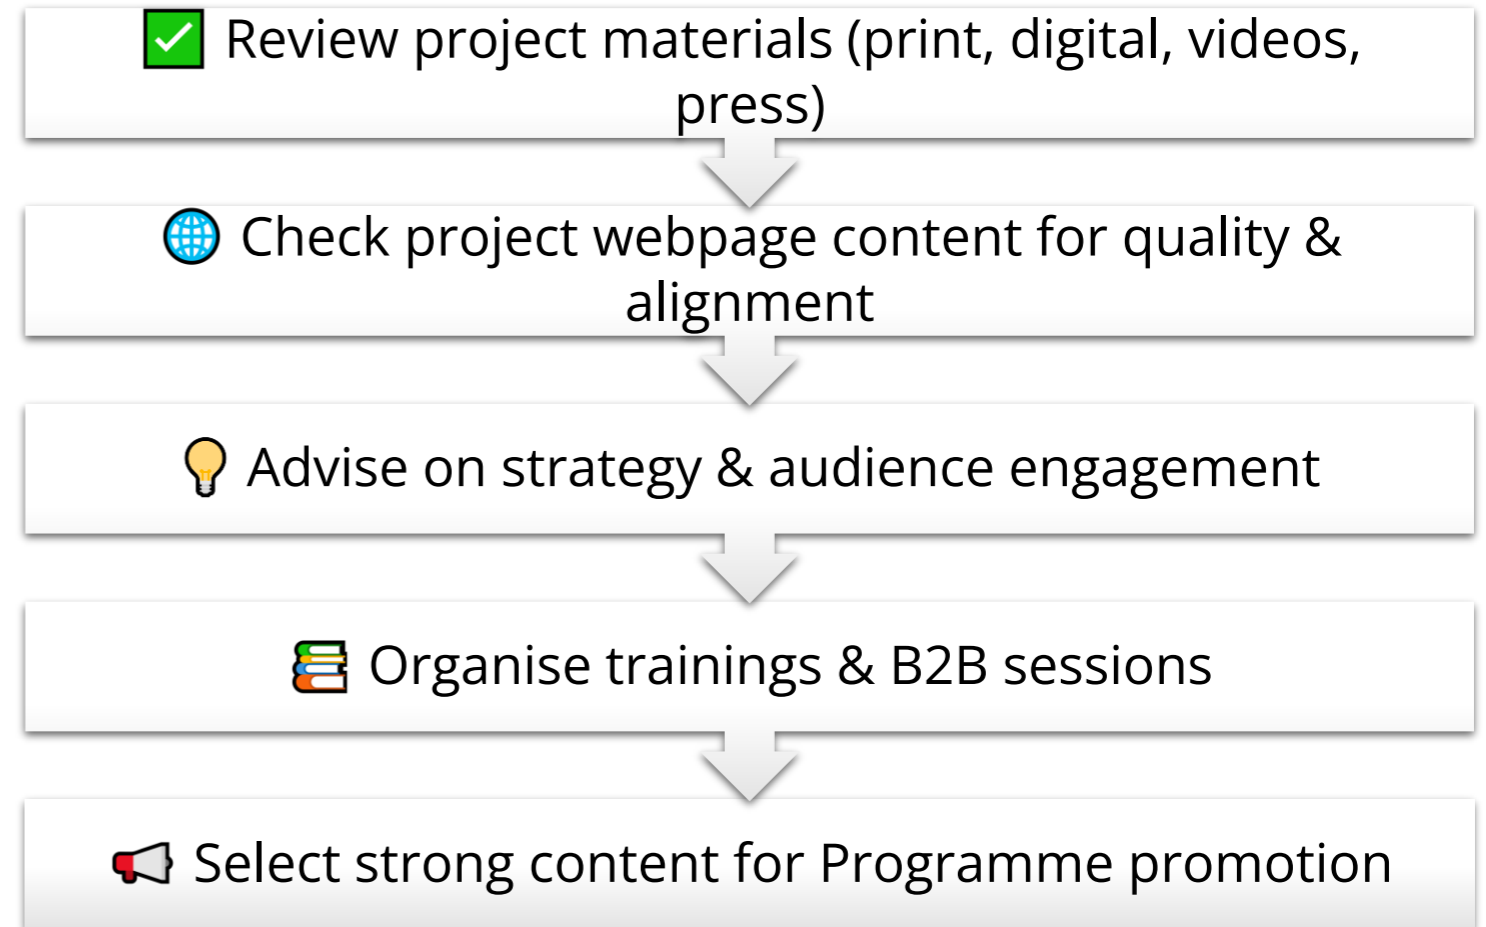 ✅ Review project materials (print, digital, videos,
press)
🌐 Check project webpage content for quality &
alignment
💡 Advise on strategy & audience engagement
📚 Organise trainings & B2B sessions
📢 Select strong content for Programme promotion